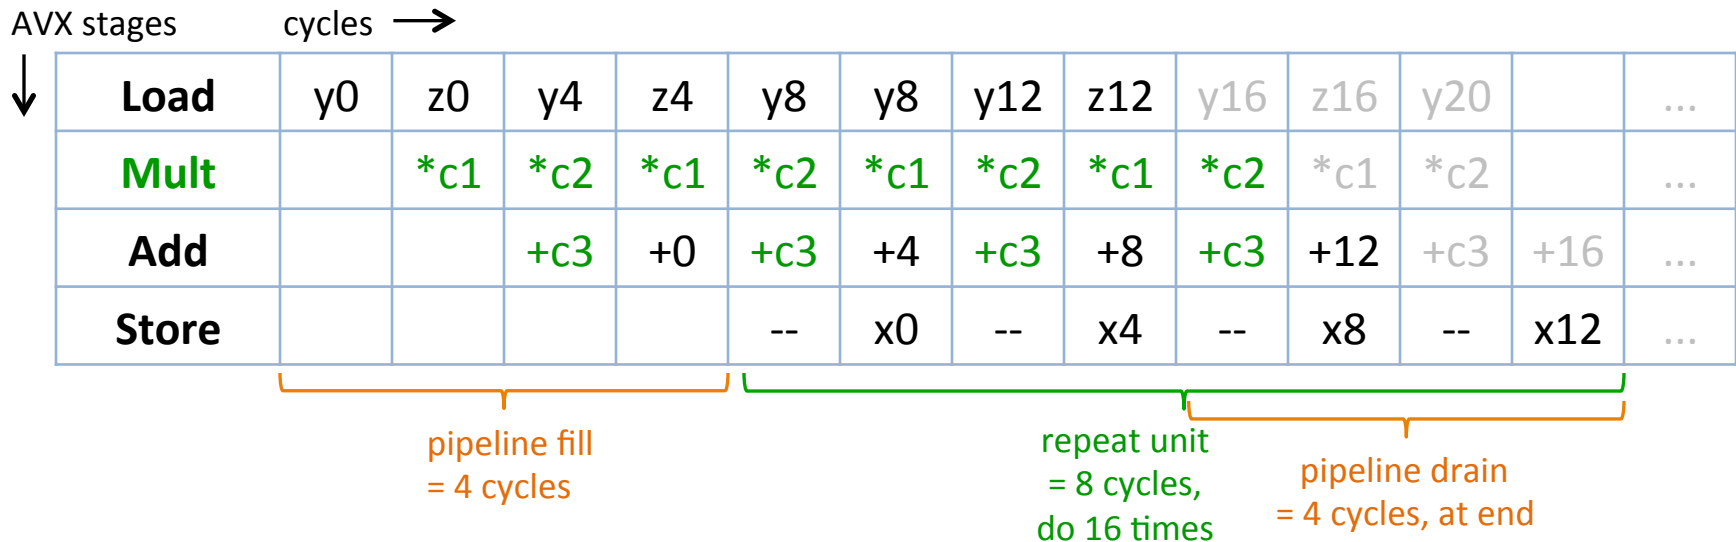 AVX stages cycles
Load y0 z0 y4 z4 y8 y8 y12 z12 y16 z16 y20 ...
Mult *c1 *c2 *c1 *c2 *c1 *c2 *c1 *c2 *c1 *c2 ...
Add +c3 +0 +c3 +4 +c3 +8 +c3 +12 +c3 +16 ...
Store -- x0 -- x4 -- x8 -- x12 ...
pipeline fill
= 4 cycles
repeat unit
= 8 cycles,
do 16 times
pipeline drain
= 4 cycles, at end